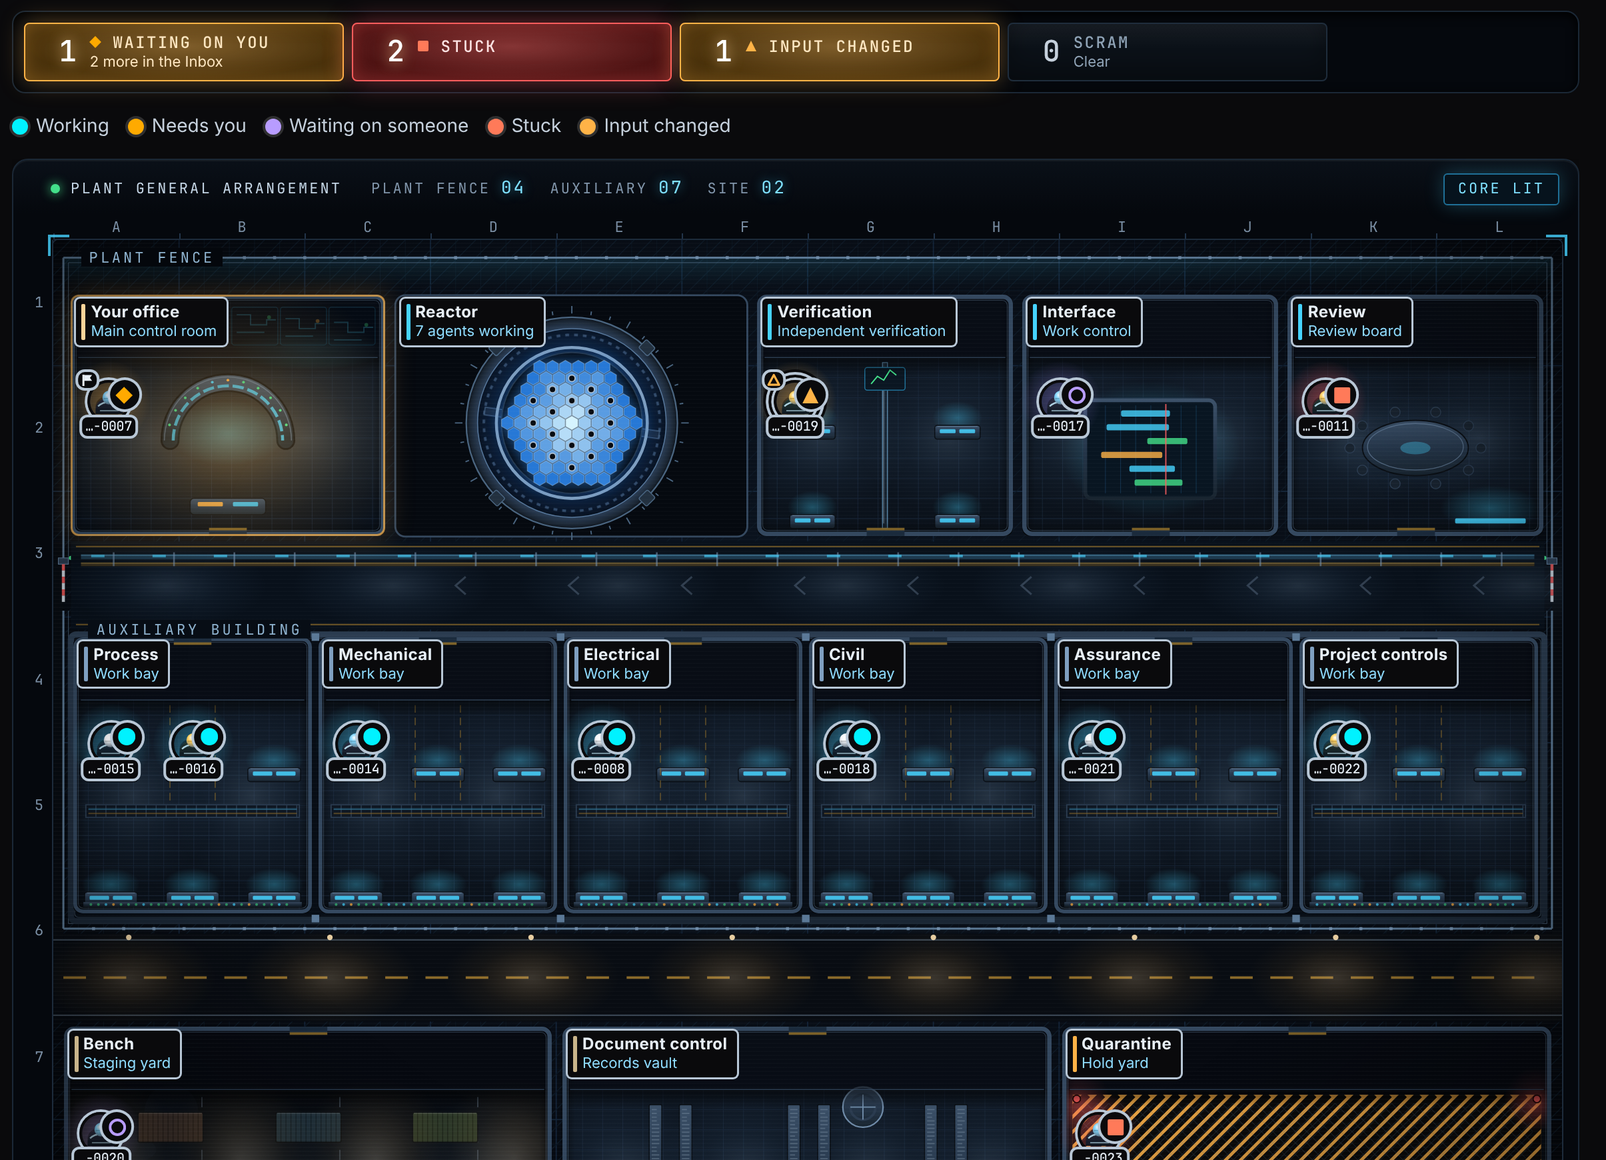 1 WAITING ON YOU
2 more in the Inbox
2 STUCK
1 INPUT CHANGED
0 SCRAM
Clear
Working Needs you Waiting on someone Stuck Input changed
PLANT GENERAL ARRANGEMENT PLANT FENCE 04 AUXILIARY 07 SITE 02
CORE LIT
A B C D E F G H I J K L
PLANT FENCE
1
Your office
Main control room
Reactor
7 agents working
Verification
Independent verification
Interface
Work control
Review
Review board
2
…-0007
…-0019
…-0017
…-0011
3
AUXILIARY BUILDING
4
Process
Work bay
Mechanical
Work bay
Electrical
Work bay
Civil
Work bay
Assurance
Work bay
Project controls
Work bay
…-0015
…-0016
…-0014
…-0008
…-0018
…-0021
…-0022
5
6
7
Bench
Staging yard
Document control
Records vault
Quarantine
Hold yard
…-0020
…-0023